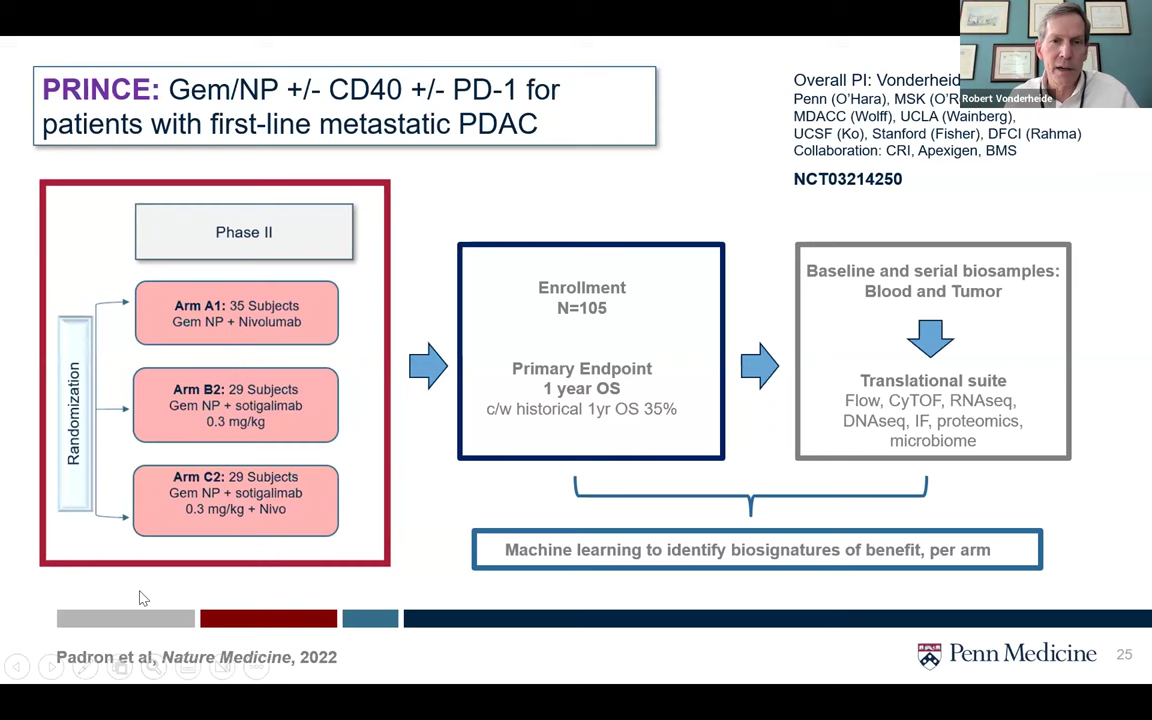 PRINCE: Gem/NP +/- CD40 +/- PD-1 for
patients with first-line metastatic PDAC
Overall PI: Vonderheide
Penn (O'Hara), MSK (O'R
Robert Vonderheide
MDACC (Wolff), UCLA (Wainberg),
UCSF (Ko), Stanford (Fisher), DFCI (Rahma)
Collaboration: CRI, Apexigen, BMS
NCT03214250
Phase II
Randomization
Arm A1: 35 Subjects
Gem NP + Nivolumab
Arm B2: 29 Subjects
Gem NP + sotigalimab
0.3 mg/kg
Arm C2: 29 Subjects
Gem NP + sotigalimab
0.3 mg/kg + Nivo
Enrollment
N=105
Primary Endpoint
1 year OS
c/w historical 1yr OS 35%
Baseline and serial biosamples:
Blood and Tumor
Translational suite
Flow, CyTOF, RNAseq,
DNAseq, IF, proteomics,
microbiome
Machine learning to identify biosignatures of benefit, per arm
Padron et al, Nature Medicine, 2022
Penn Medicine
25